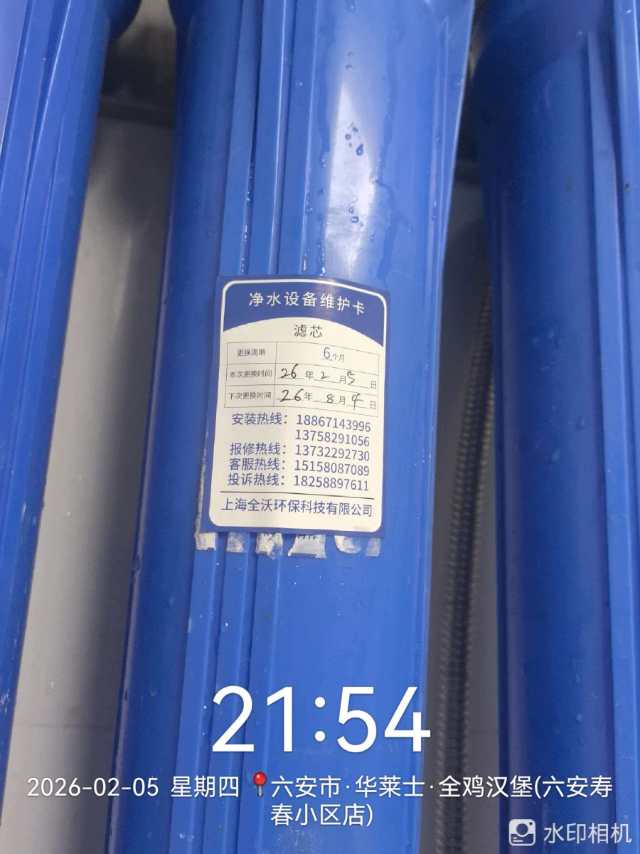 净水设备维护卡
滤芯
更换周期 6个月
本次更换时间 26年2月5日
下次更换时间 26年8月4日
安装热线：18867143996
13758291056
报修热线：13732292730
客服热线：15158087089
投诉热线：18258897611
上海全沃环保科技有限公司
21:54
2026-02-05 星期四 📍六安市·华莱士·全鸡汉堡(六安寿
春小区店)
水印相机